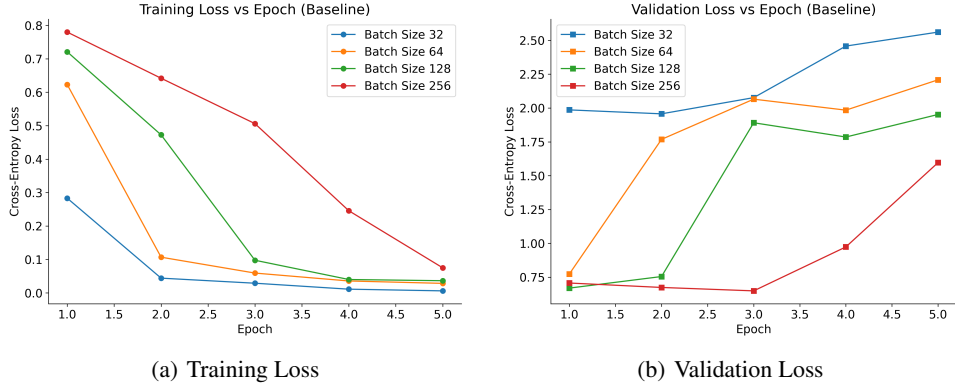 Training Loss vs Epoch (Baseline)
Cross-Entropy Loss
0.8
0.7
0.6
0.5
0.4
0.3
0.2
0.1
0.0
Batch Size 32
Batch Size 64
Batch Size 128
Batch Size 256
1.0 1.5 2.0 2.5 3.0 3.5 4.0 4.5 5.0
Epoch
(a) Training Loss
Validation Loss vs Epoch (Baseline)
Cross-Entropy Loss
2.50
2.25
2.00
1.75
1.50
1.25
1.00
0.75
Batch Size 32
Batch Size 64
Batch Size 128
Batch Size 256
1.0 1.5 2.0 2.5 3.0 3.5 4.0 4.5 5.0
Epoch
(b) Validation Loss